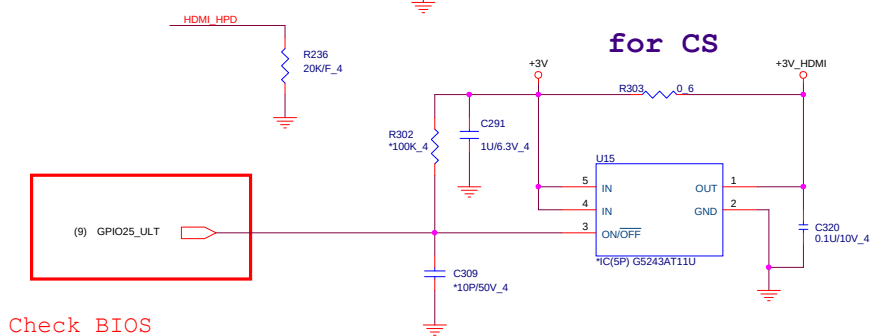 HDMI_HPD
R236
20K/F_4
for CS
+3V
+3V_HDMI
R303
0_6
R302
*100K_4
C291
1U/6.3V_4
U15
5
IN
OUT
1
4
IN
GND
2
3
ON/OFF
*IC(5P) G5243AT11U
C320
0.1U/10V_4
(9) GPIO25_ULT
C309
*10P/50V_4
Check BIOS